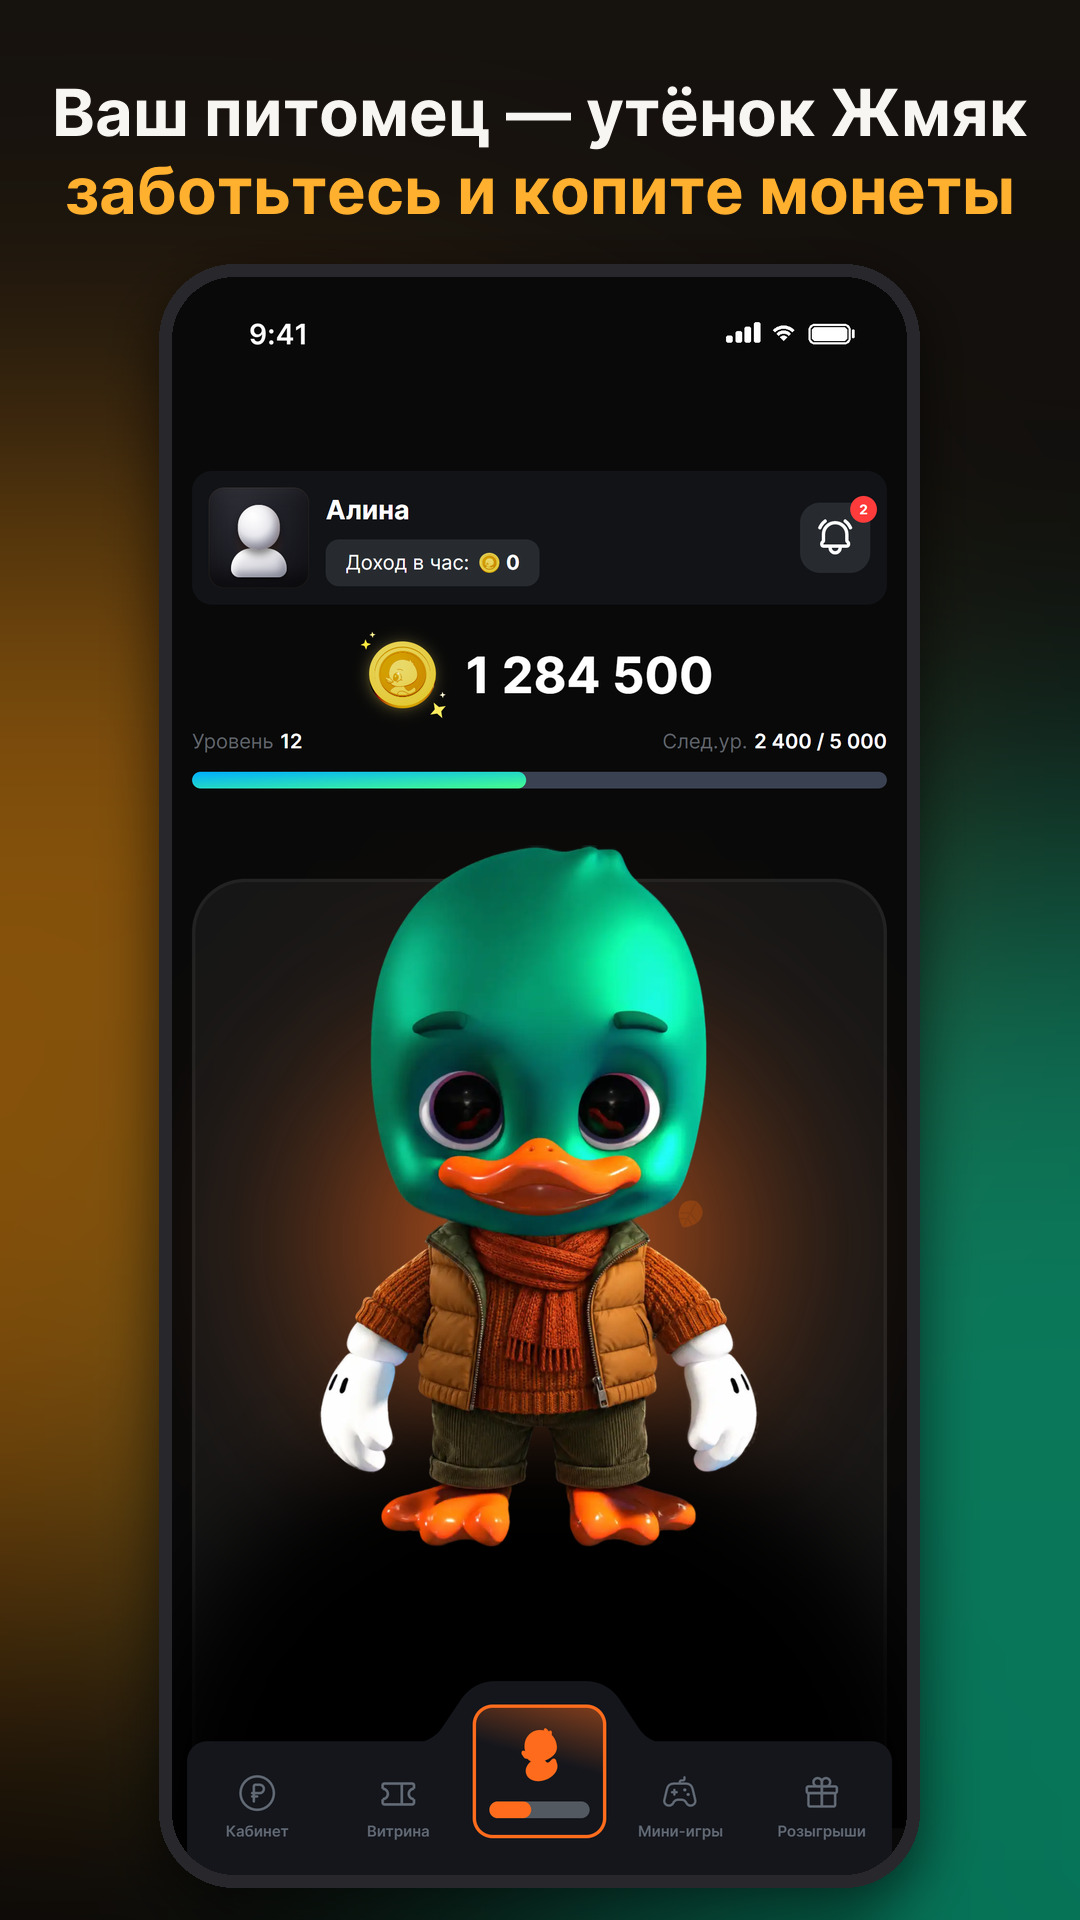 Ваш питомец — утёнок Жмяк
заботьтесь и копите монеты
9:41
Алина
2
Доход в час: 0
1 284 500
Уровень 12
След.ур. 2 400 / 5 000
Кабинет
Витрина
Мини-игры
Розыгрыши